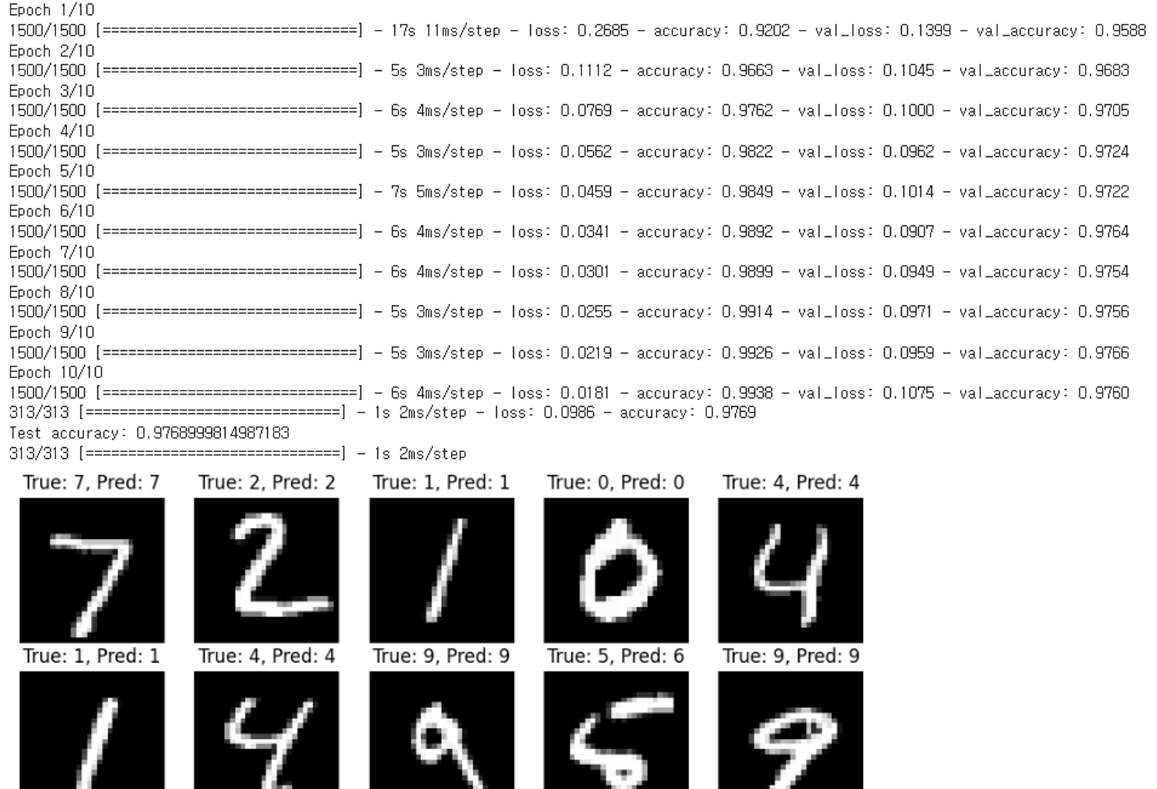 Epoch 1/10
1500/1500 [==============================] - 17s 11ms/step - loss: 0.2685 - accuracy: 0.9202 - val_loss: 0.1399 - val_accuracy: 0.9588
Epoch 2/10
1500/1500 [==============================] - 5s 3ms/step - loss: 0.1112 - accuracy: 0.9663 - val_loss: 0.1045 - val_accuracy: 0.9683
Epoch 3/10
1500/1500 [==============================] - 6s 4ms/step - loss: 0.0769 - accuracy: 0.9762 - val_loss: 0.1000 - val_accuracy: 0.9705
Epoch 4/10
1500/1500 [==============================] - 5s 3ms/step - loss: 0.0562 - accuracy: 0.9822 - val_loss: 0.0962 - val_accuracy: 0.9724
Epoch 5/10
1500/1500 [==============================] - 7s 5ms/step - loss: 0.0459 - accuracy: 0.9849 - val_loss: 0.1014 - val_accuracy: 0.9722
Epoch 6/10
1500/1500 [==============================] - 6s 4ms/step - loss: 0.0341 - accuracy: 0.9892 - val_loss: 0.0907 - val_accuracy: 0.9764
Epoch 7/10
1500/1500 [==============================] - 6s 4ms/step - loss: 0.0301 - accuracy: 0.9899 - val_loss: 0.0949 - val_accuracy: 0.9754
Epoch 8/10
1500/1500 [==============================] - 5s 3ms/step - loss: 0.0255 - accuracy: 0.9914 - val_loss: 0.0971 - val_accuracy: 0.9756
Epoch 9/10
1500/1500 [==============================] - 5s 3ms/step - loss: 0.0219 - accuracy: 0.9926 - val_loss: 0.0959 - val_accuracy: 0.9766
Epoch 10/10
1500/1500 [==============================] - 6s 4ms/step - loss: 0.0181 - accuracy: 0.9938 - val_loss: 0.1075 - val_accuracy: 0.9760
313/313 [==============================] - 1s 2ms/step - loss: 0.0986 - accuracy: 0.9769
Test accuracy: 0.9768999814987183
313/313 [==============================] - 1s 2ms/step
True: 7, Pred: 7 True: 2, Pred: 2 True: 1, Pred: 1 True: 0, Pred: 0 True: 4, Pred: 4
7 2 1 0 4
True: 1, Pred: 1 True: 4, Pred: 4 True: 9, Pred: 9 True: 5, Pred: 6 True: 9, Pred: 9
1 4 9 5 9